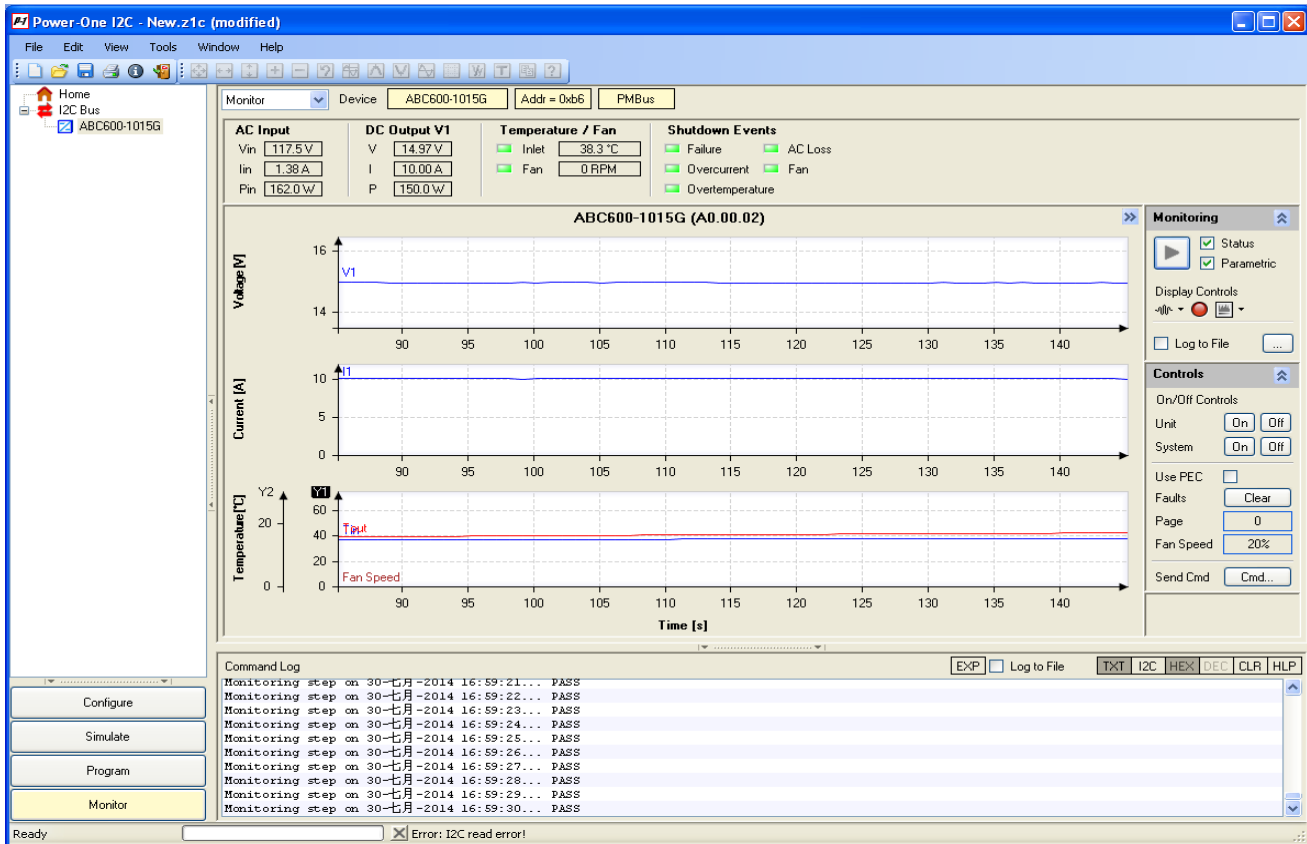 Power-One I2C - New.z1c (modified)
File Edit View Tools Window Help
Home
I2C Bus
ABC600-1015G
Monitor Device ABC600-1015G Addr = 0xb6 PMBus
AC Input DC Output V1 Temperature / Fan Shutdown Events
Vin 117.5 V V 14.97 V Inlet 38.3 °C Failure AC Loss
Iin 1.38 A I 10.00 A Fan 0 RPM Overcurrent Fan
Pin 162.0 W P 150.0 W Overtemperature
ABC600-1015G (A0.00.02)
Voltage [V]
16
V1
14
90 95 100 105 110 115 120 125 130 135 140
Current [A]
10 I1
5
0
90 95 100 105 110 115 120 125 130 135 140
Temperature [°C]
Y2 Y1
60
20
40
20
Fan Speed
0 0
90 95 100 105 110 115 120 125 130 135 140
Time [s]
Monitoring
Status
Parametric
Display Controls
Log to File ...
Controls
On/Off Controls
Unit On Off
System On Off
Use PEC
Faults Clear
Page 0
Fan Speed 20%
Send Cmd Cmd...
Command Log EXP Log to File TXT I2C HEX DEC CLR HLP
Monitoring step on 30-七月-2014 16:59:21... PASS
Monitoring step on 30-七月-2014 16:59:22... PASS
Monitoring step on 30-七月-2014 16:59:23... PASS
Monitoring step on 30-七月-2014 16:59:24... PASS
Monitoring step on 30-七月-2014 16:59:25... PASS
Monitoring step on 30-七月-2014 16:59:26... PASS
Monitoring step on 30-七月-2014 16:59:27... PASS
Monitoring step on 30-七月-2014 16:59:28... PASS
Monitoring step on 30-七月-2014 16:59:29... PASS
Monitoring step on 30-七月-2014 16:59:30... PASS
Configure
Simulate
Program
Monitor
Ready Error: I2C read error!